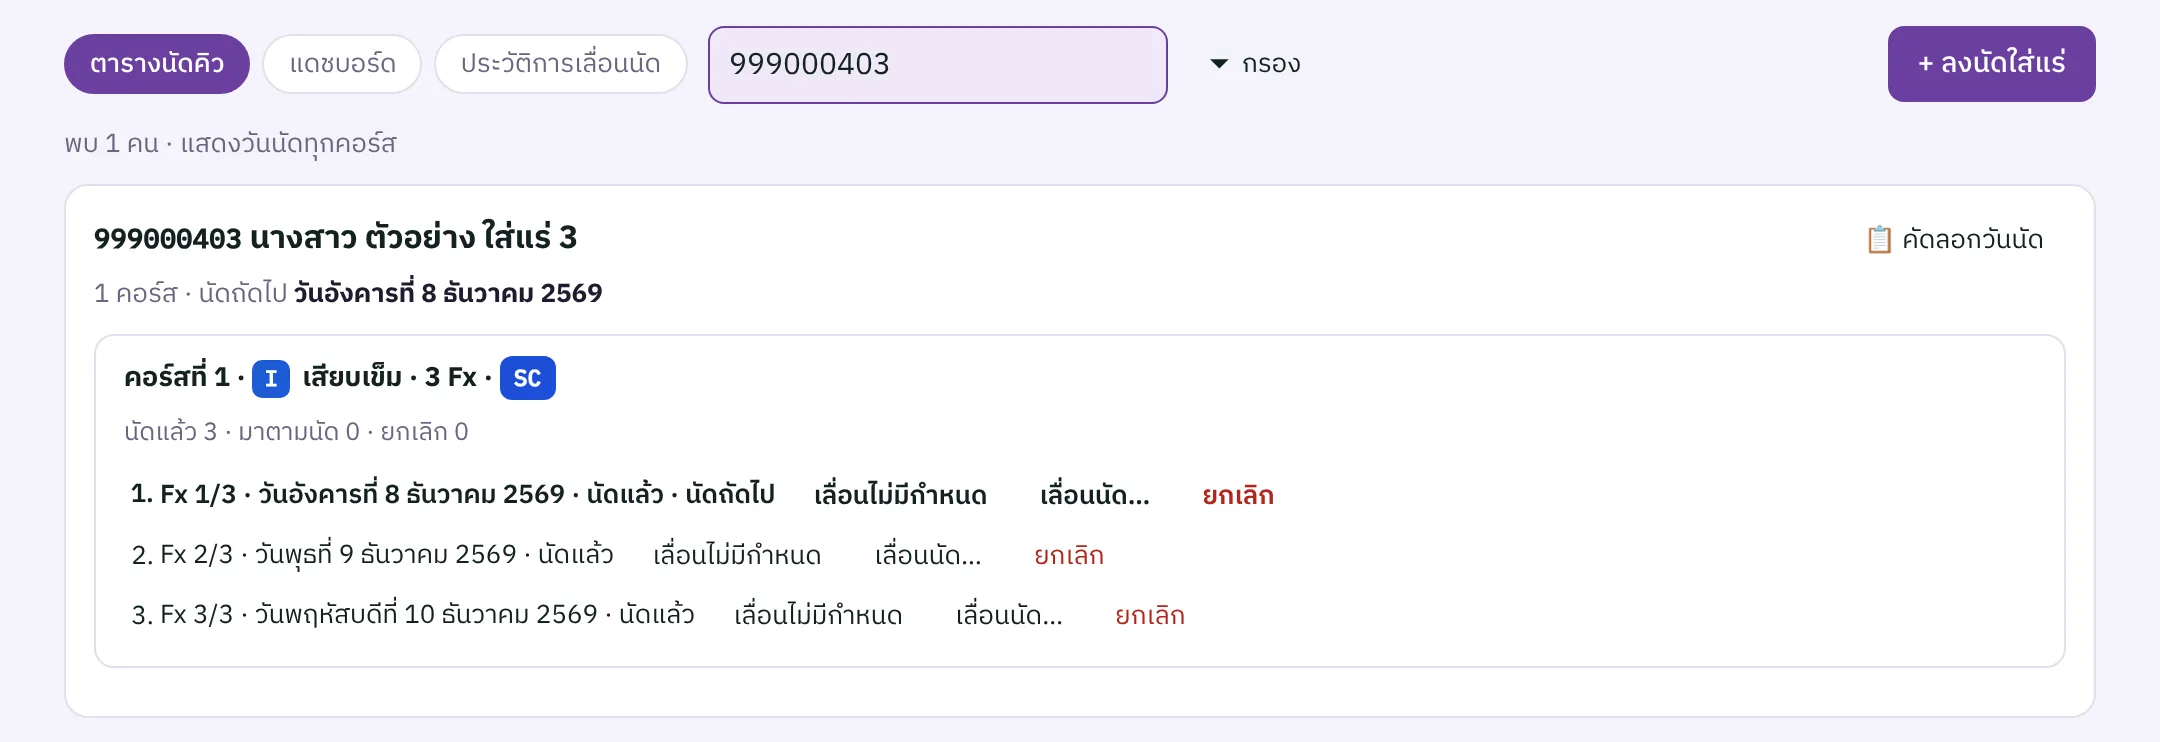 ตารางนัดคิว แดชบอร์ด ประวัติการเลื่อนนัด 999000403 ▼ กรอง + ลงนัดใส่แร่
พบ 1 คน · แสดงวันนัดทุกคอร์ส
999000403 นางสาว ตัวอย่าง ใส่แร่ 3 📋 คัดลอกวันนัด
1 คอร์ส · นัดถัดไป วันอังคารที่ 8 ธันวาคม 2569
คอร์สที่ 1 · I เสียบเข็ม · 3 Fx · SC
นัดแล้ว 3 · มาตามนัด 0 · ยกเลิก 0
1. Fx 1/3 · วันอังคารที่ 8 ธันวาคม 2569 · นัดแล้ว · นัดถัดไป เลื่อนไม่มีกำหนด เลื่อนนัด... ยกเลิก
2. Fx 2/3 · วันพุธที่ 9 ธันวาคม 2569 · นัดแล้ว เลื่อนไม่มีกำหนด เลื่อนนัด... ยกเลิก
3. Fx 3/3 · วันพฤหัสบดีที่ 10 ธันวาคม 2569 · นัดแล้ว เลื่อนไม่มีกำหนด เลื่อนนัด... ยกเลิก